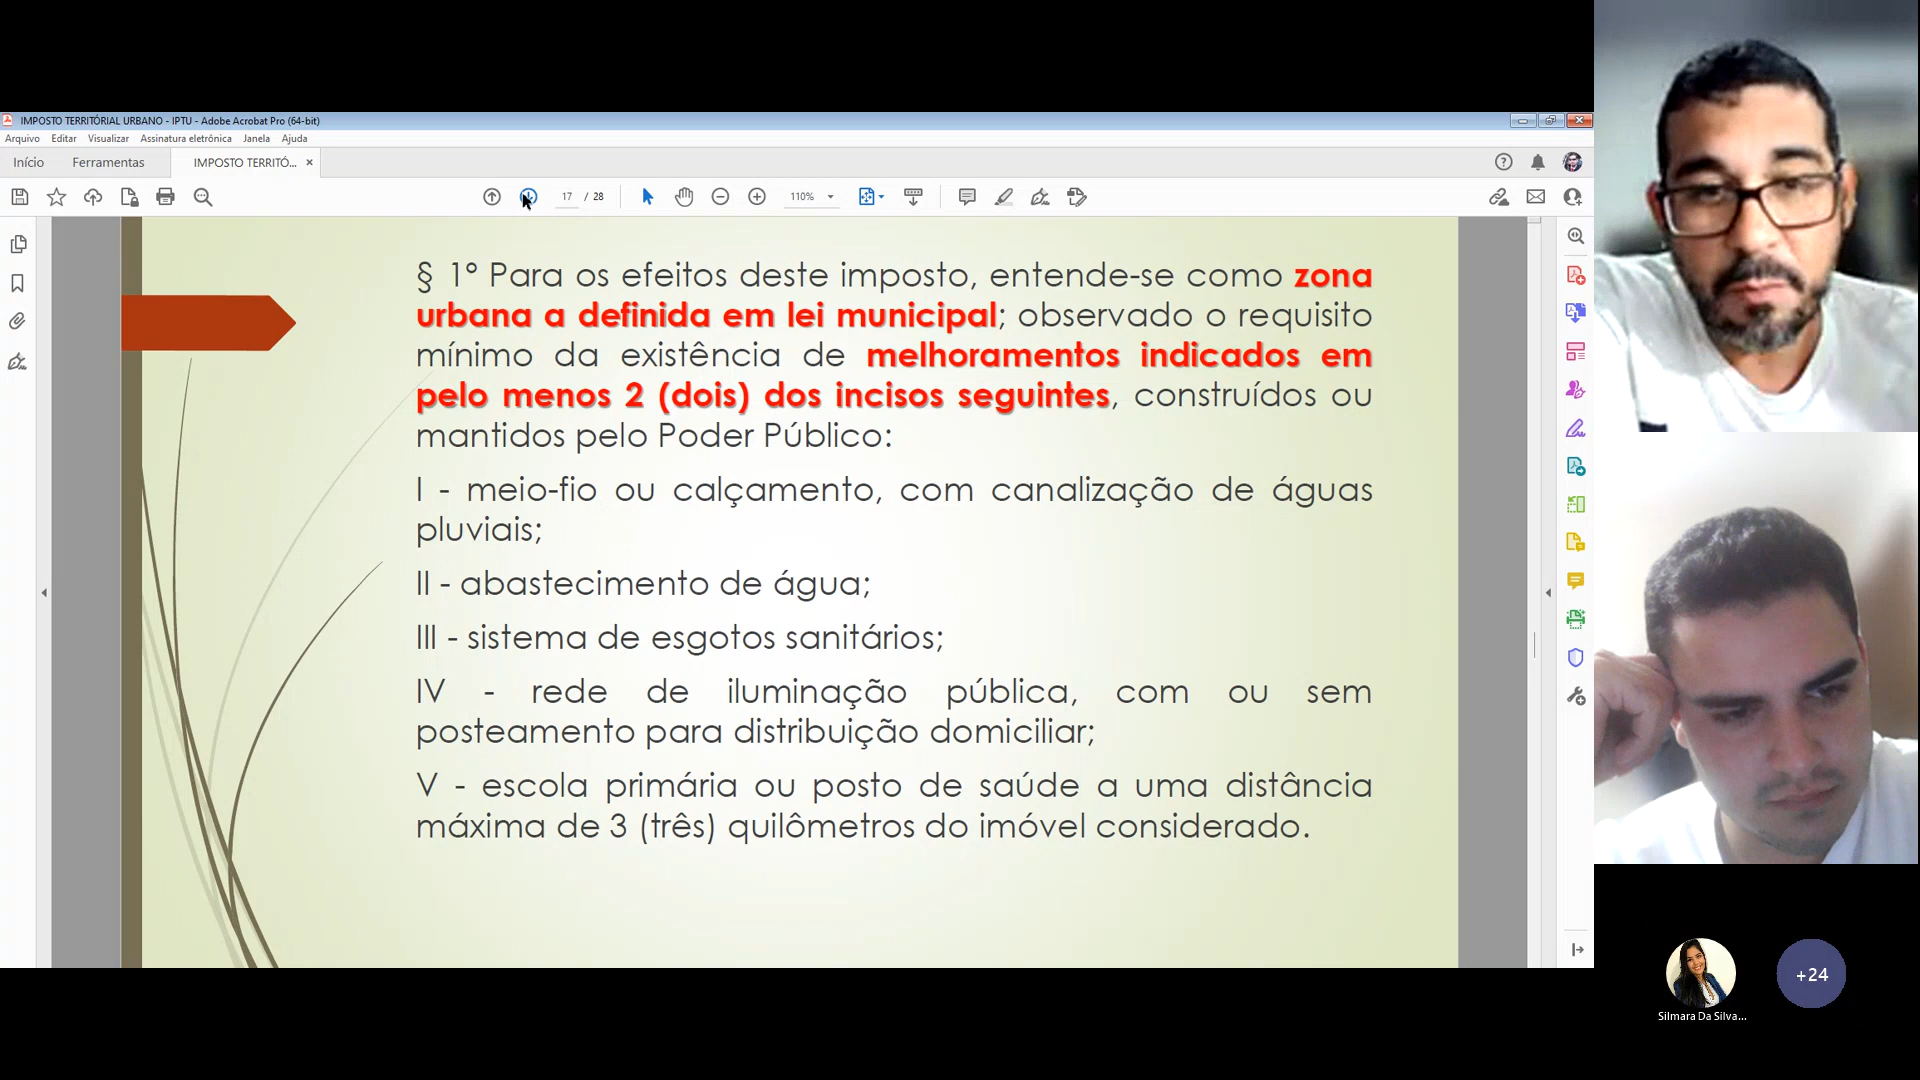 IMPOSTO TERRITÓRIAL URBANO - IPTU - Adobe Acrobat Pro (64-bit)
Arquivo Editar Visualizar Assinatura eletrônica Janela Ajuda
Início Ferramentas IMPOSTO TERRITÓ... ×
17 / 28 110%
§ 1º Para os efeitos deste imposto, entende-se como zona
urbana a definida em lei municipal; observado o requisito
mínimo da existência de melhoramentos indicados em
pelo menos 2 (dois) dos incisos seguintes, construídos ou
mantidos pelo Poder Público:
I - meio-fio ou calçamento, com canalização de águas
pluviais;
II - abastecimento de água;
III - sistema de esgotos sanitários;
IV - rede de iluminação pública, com ou sem
posteamento para distribuição domiciliar;
V - escola primária ou posto de saúde a uma distância
máxima de 3 (três) quilômetros do imóvel considerado.
+24
Silmara Da Silva...